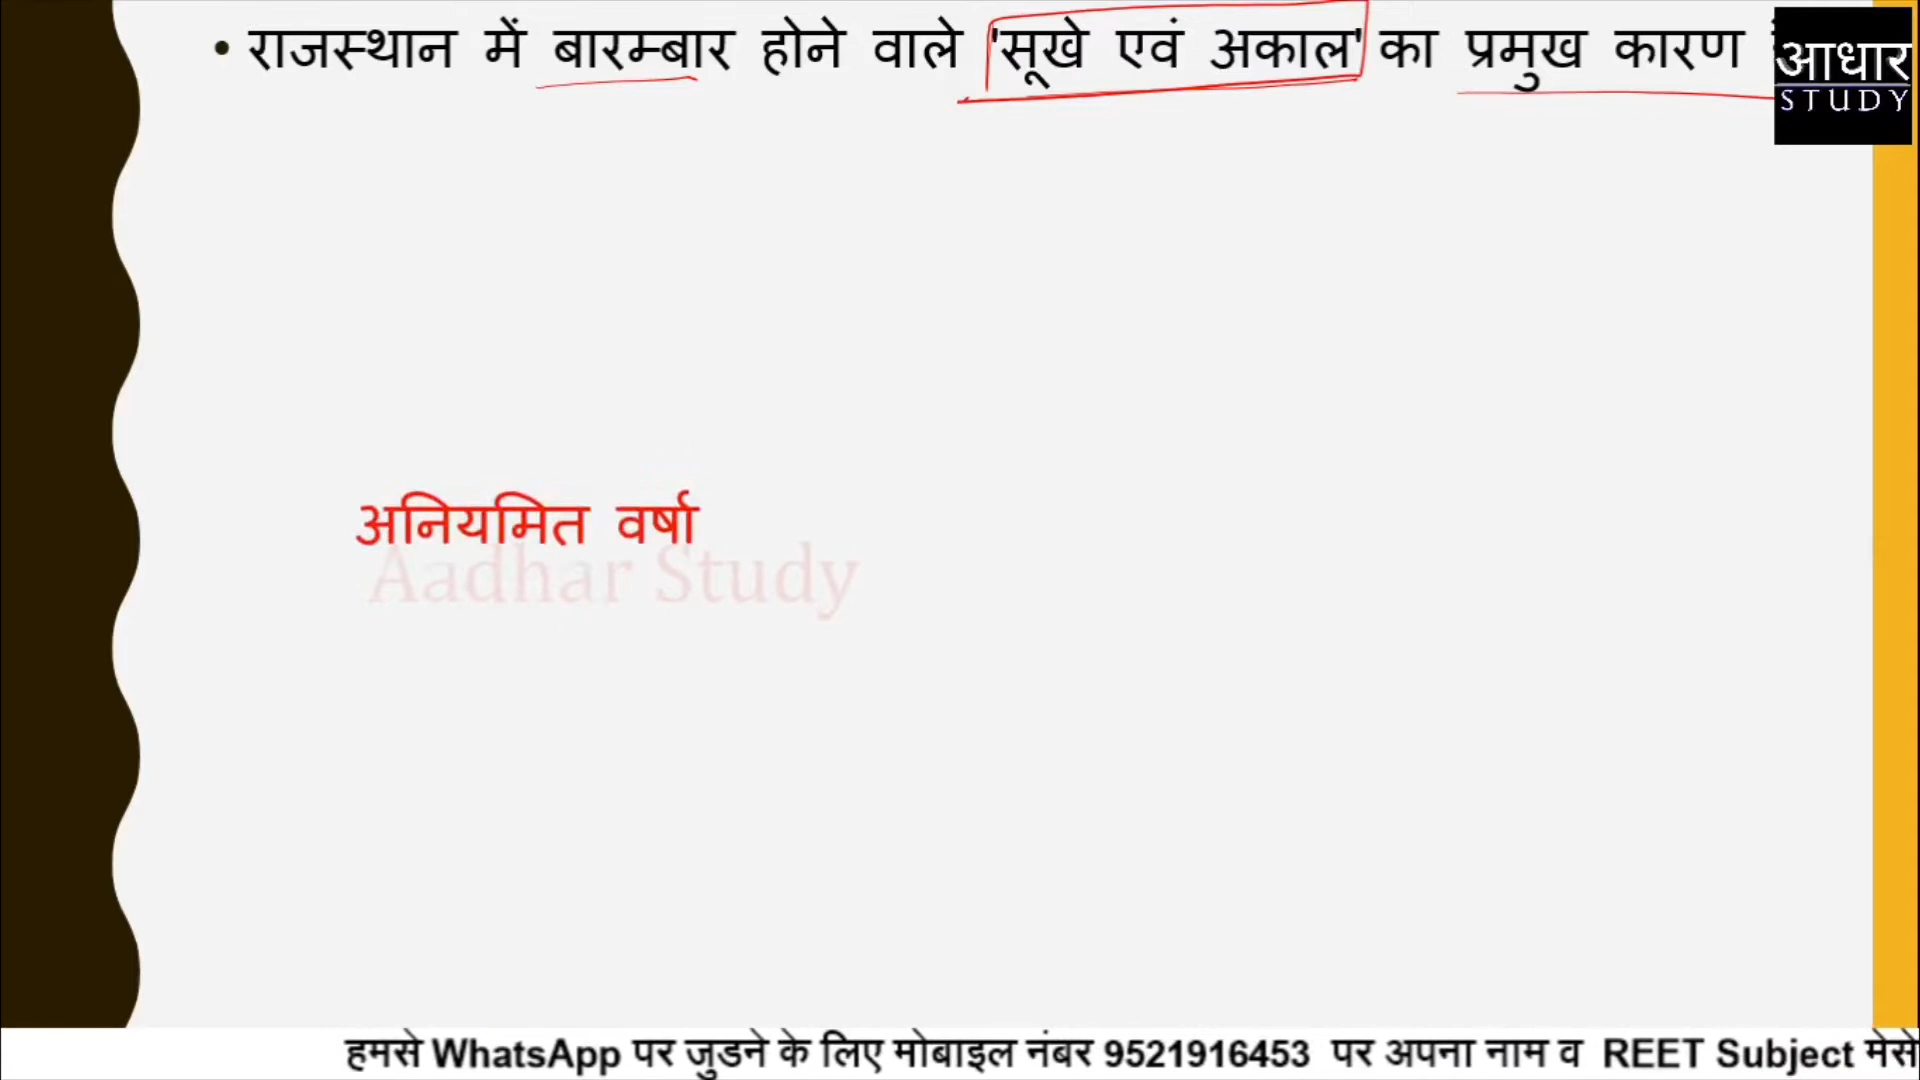 • राजस्थान में बारम्बार होने वाले 'सूखे एवं अकाल' का प्रमुख कारण
आधार
STUDY
अनियमित वर्षा
Aadhar Study
हमसे WhatsApp पर जुडने के लिए मोबाइल नंबर 9521916453 पर अपना नाम व REET Subject मेसे